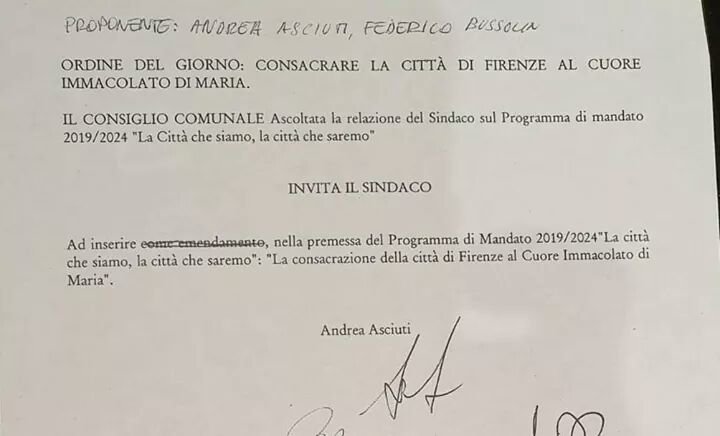 PROPONENTE: ANDREA ASCIUTI, FEDERICO BUSSOLIN
ORDINE DEL GIORNO: CONSACRARE LA CITTÀ DI FIRENZE AL CUORE
IMMACOLATO DI MARIA.
IL CONSIGLIO COMUNALE Ascoltata la relazione del Sindaco sul Programma di mandato
2019/2024 "La Città che siamo, la città che saremo"
INVITA IL SINDACO
Ad inserire come emendamento, nella premessa del Programma di Mandato 2019/2024"La città
che siamo, la città che saremo": "La consacrazione della città di Firenze al Cuore Immacolato di
Maria".
Andrea Asciuti